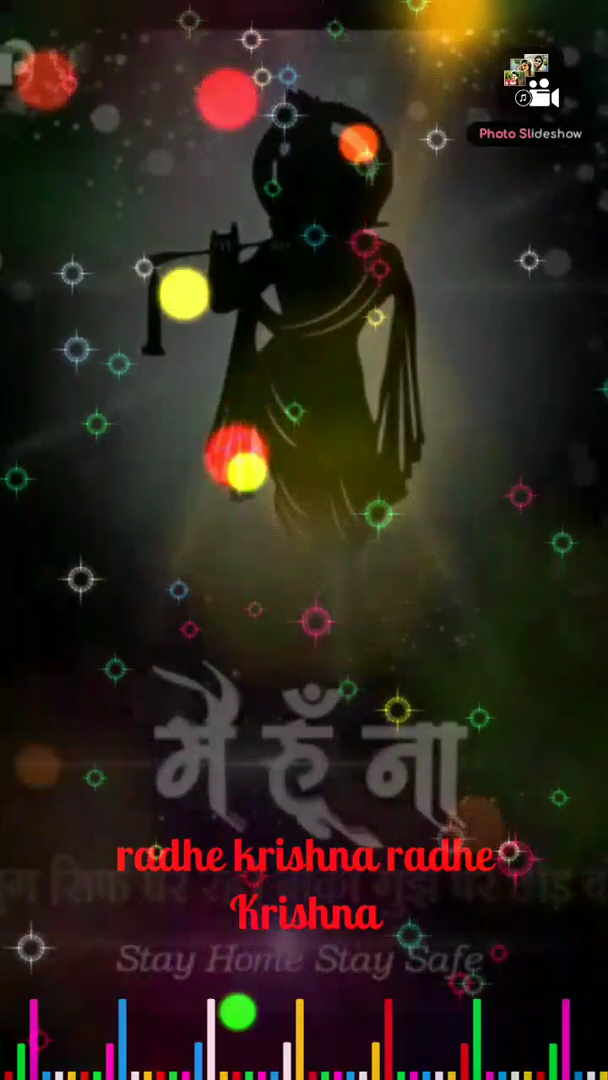 Photo Slideshow
मैं हूँ ना
radhe krishna radhe
Krishna
Stay Home Stay Safe